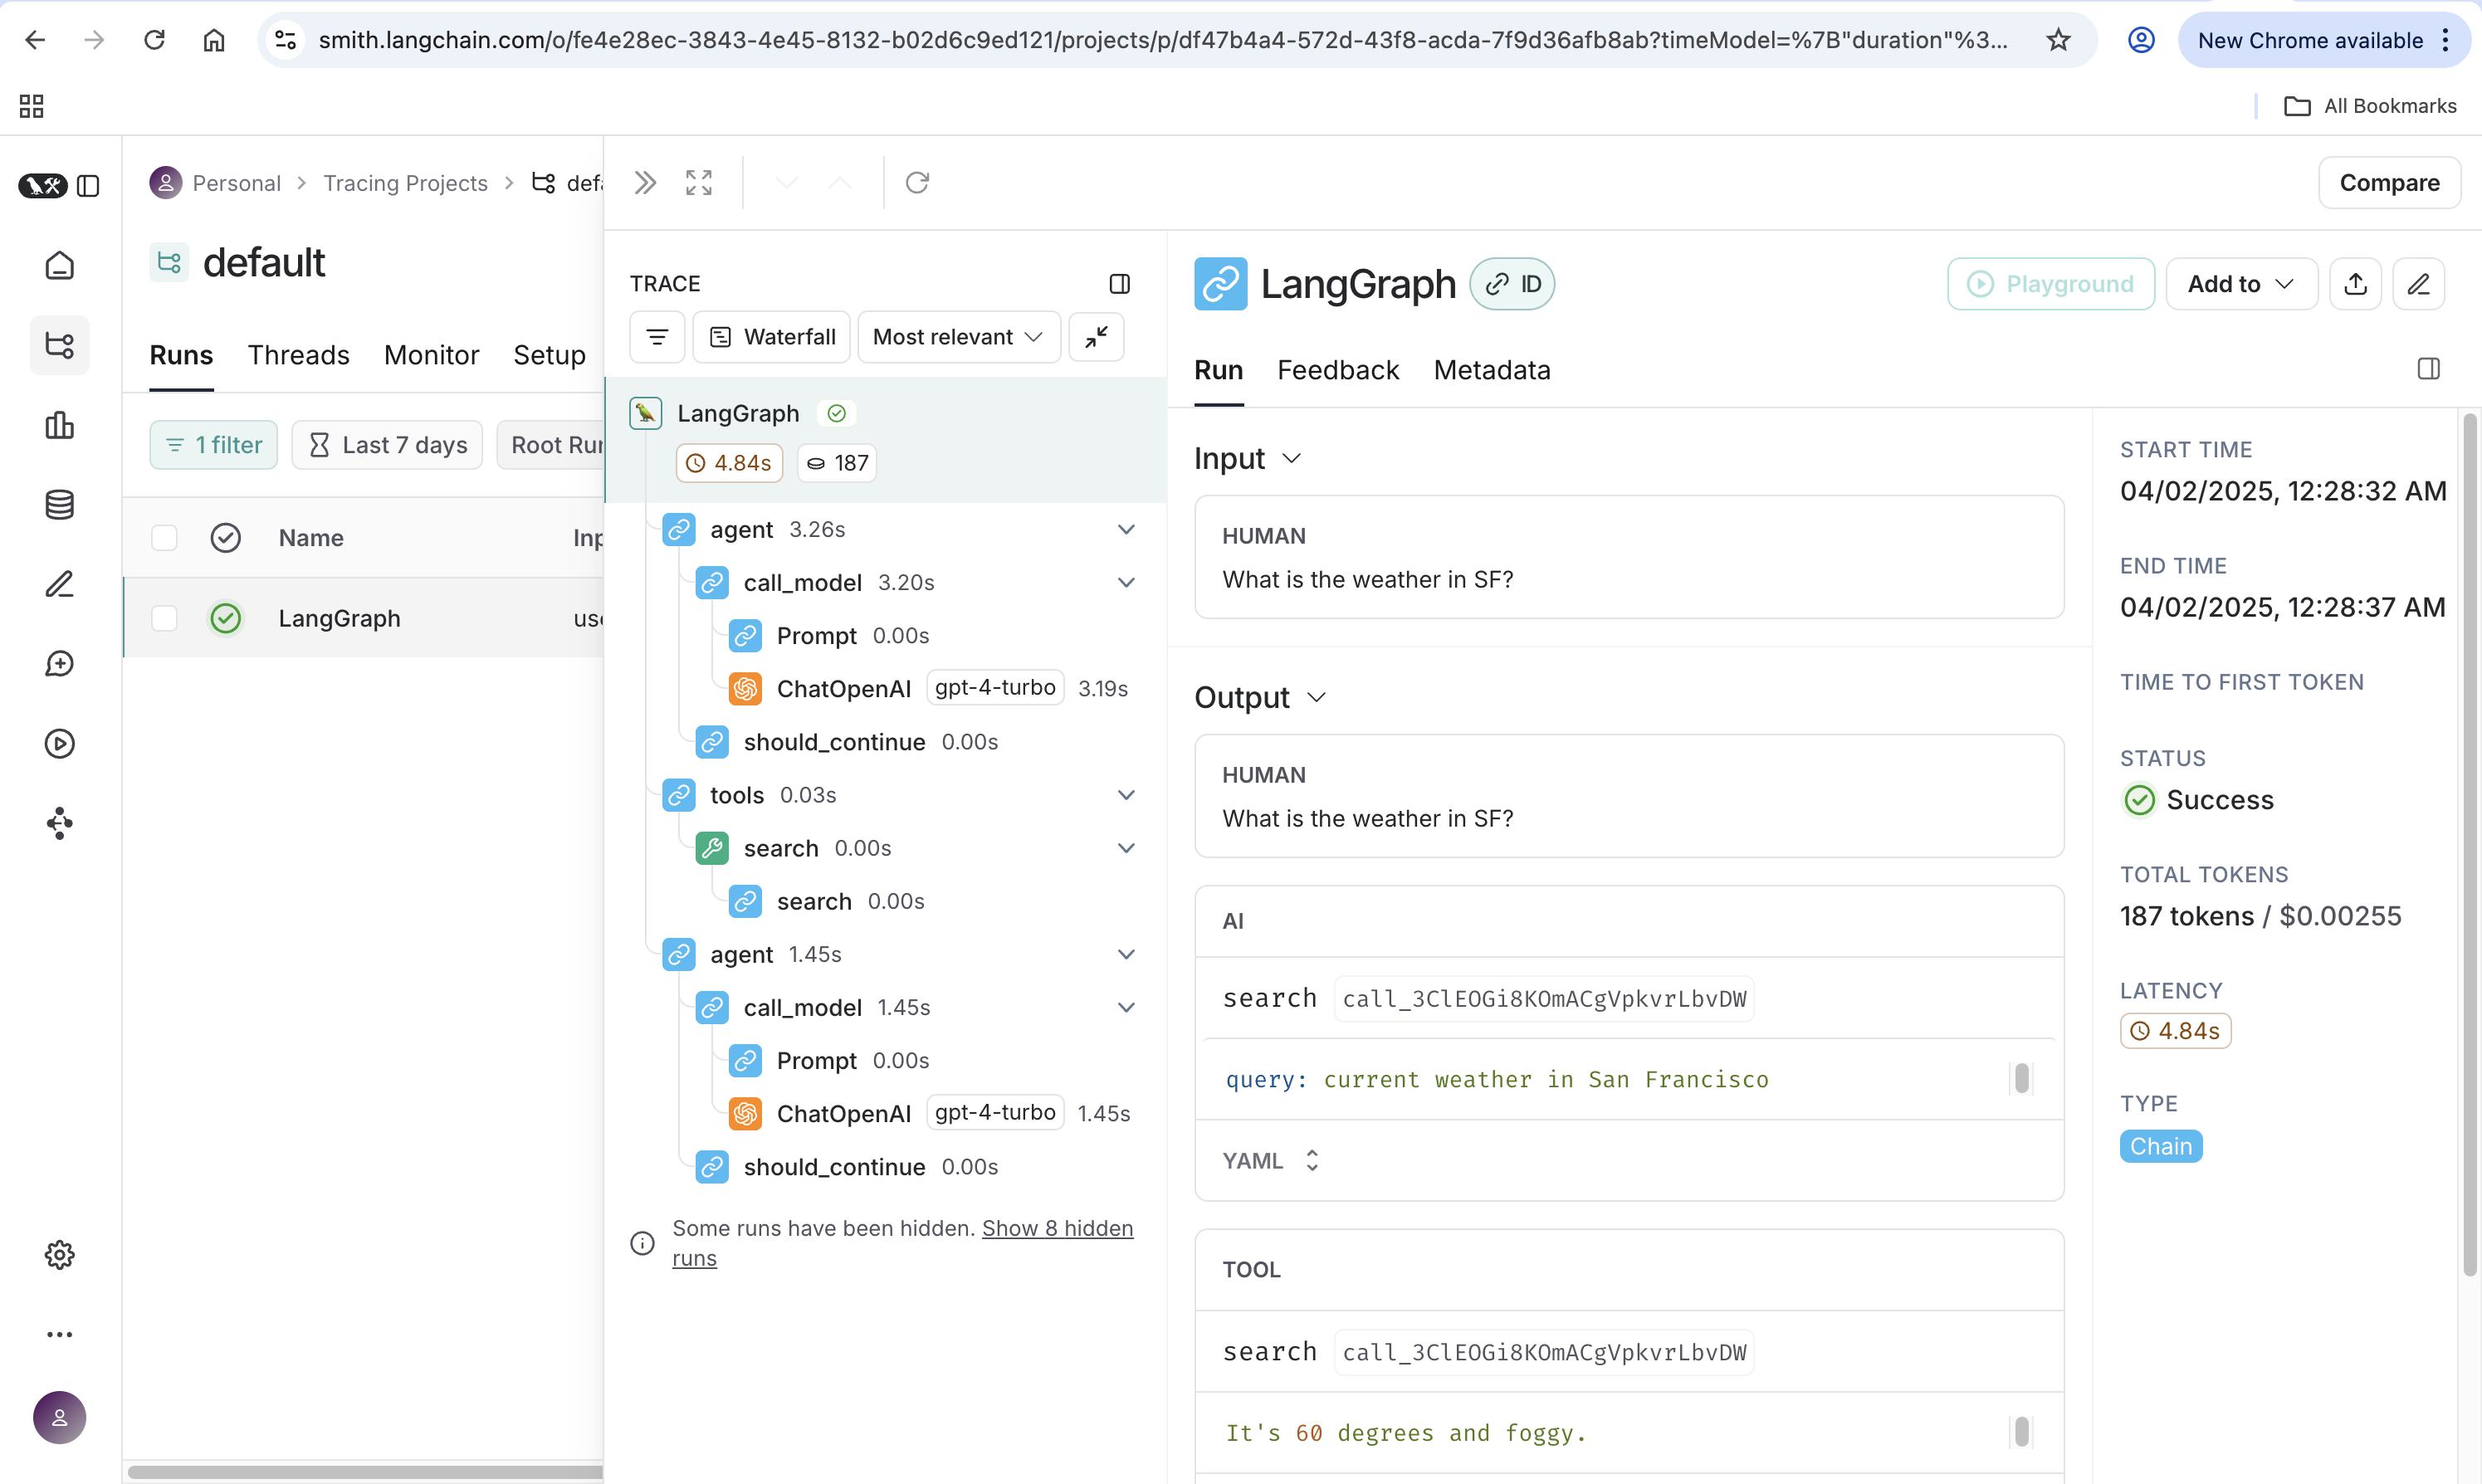 smith.langchain.com/o/fe4e28ec-3843-4e45-8132-b02d6c9ed121/projects/p/df47b4a4-572d-43f8-acda-7f9d36afb8ab?timeModel=%7B"duration"%3...
New Chrome available
All Bookmarks
Personal > Tracing Projects > defa
Compare
default
Runs Threads Monitor Setup
1 filter Last 7 days Root Run
Name Inp
LangGraph use
TRACE
Waterfall Most relevant
LangGraph
4.84s 187
agent 3.26s
call_model 3.20s
Prompt 0.00s
ChatOpenAI gpt-4-turbo 3.19s
should_continue 0.00s
tools 0.03s
search 0.00s
search 0.00s
agent 1.45s
call_model 1.45s
Prompt 0.00s
ChatOpenAI gpt-4-turbo 1.45s
should_continue 0.00s
Some runs have been hidden. Show 8 hidden
runs
LangGraph ID
Playground Add to
Run Feedback Metadata
Input
HUMAN
What is the weather in SF?
Output
HUMAN
What is the weather in SF?
AI
search call_3ClEOGi8KOmACgVpkvrLbvDW
query: current weather in San Francisco
YAML
TOOL
search call_3ClEOGi8KOmACgVpkvrLbvDW
It's 60 degrees and foggy.
START TIME
04/02/2025, 12:28:32 AM
END TIME
04/02/2025, 12:28:37 AM
TIME TO FIRST TOKEN
STATUS
Success
TOTAL TOKENS
187 tokens / $0.00255
LATENCY
4.84s
TYPE
Chain